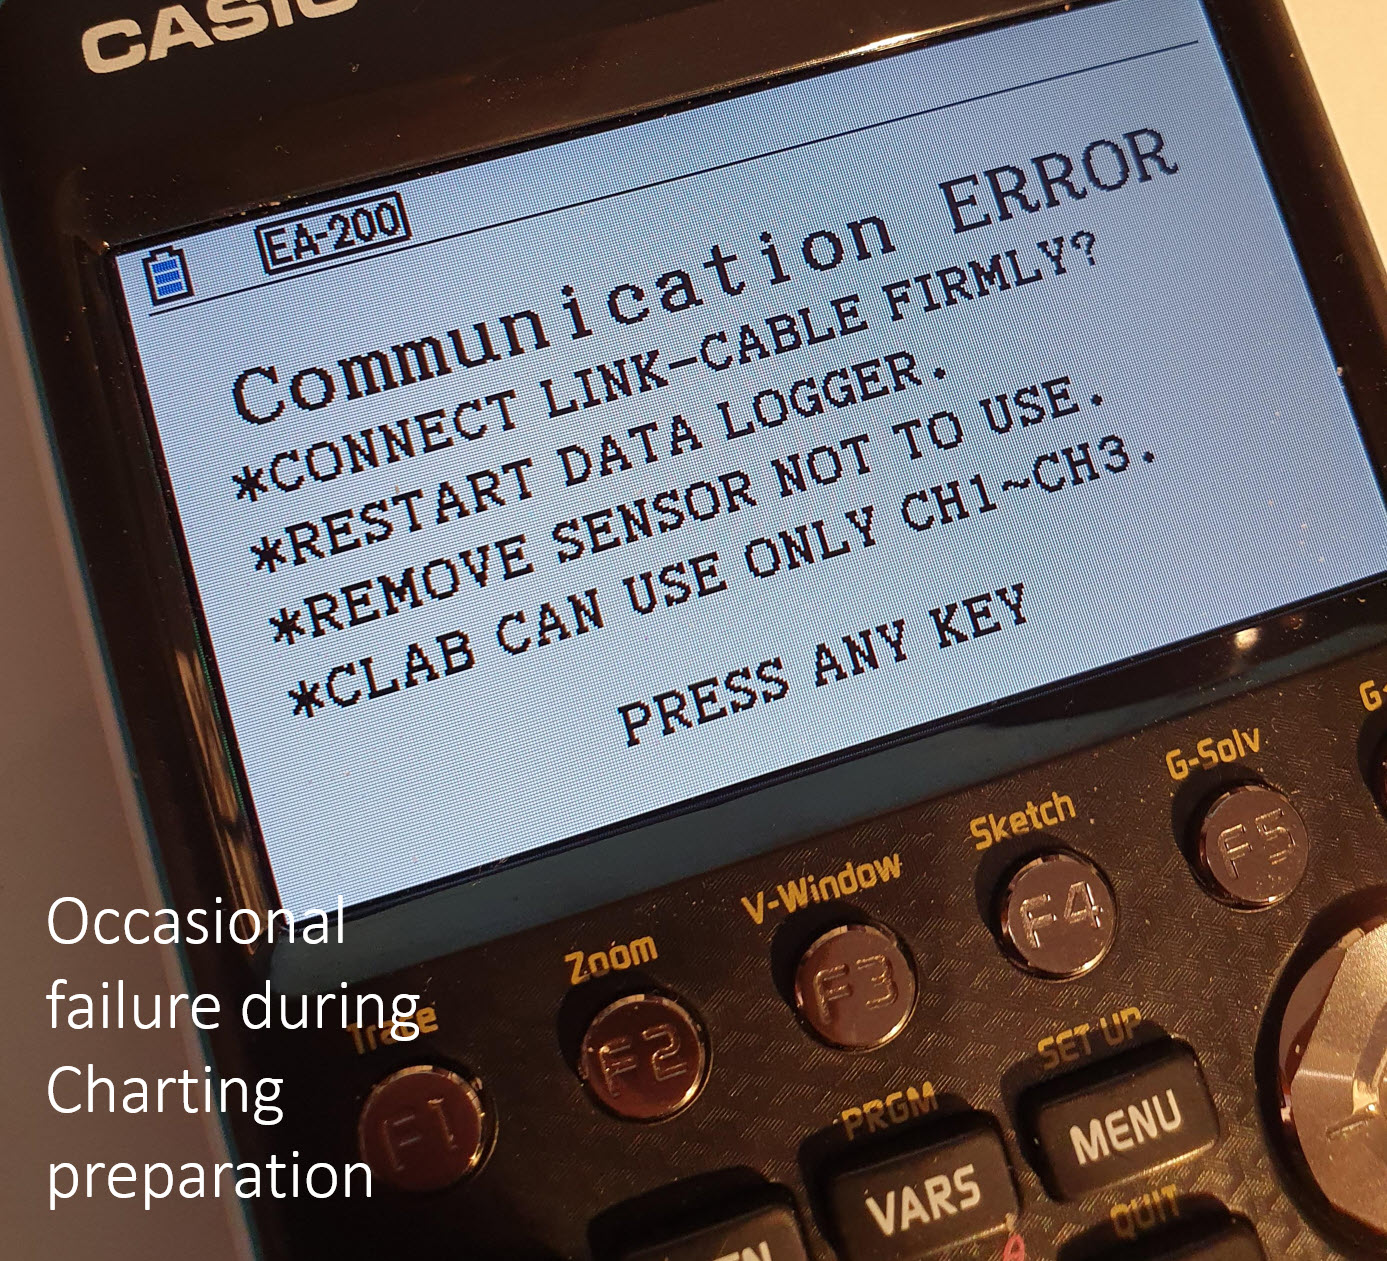 CASIO
EA-200
Communication ERROR
*CONNECT LINK-CABLE FIRMLY?
*RESTART DATA LOGGER.
*REMOVE SENSOR NOT TO USE.
*CLAB CAN USE ONLY CH1~CH3.
PRESS ANY KEY
Trace
Zoom
V-Window
Sketch
G-Solv
F1
F2
F3
F4
F5
PRGM
SET UP
VARS
MENU
QUIT
Occasional
failure during
Charting
preparation